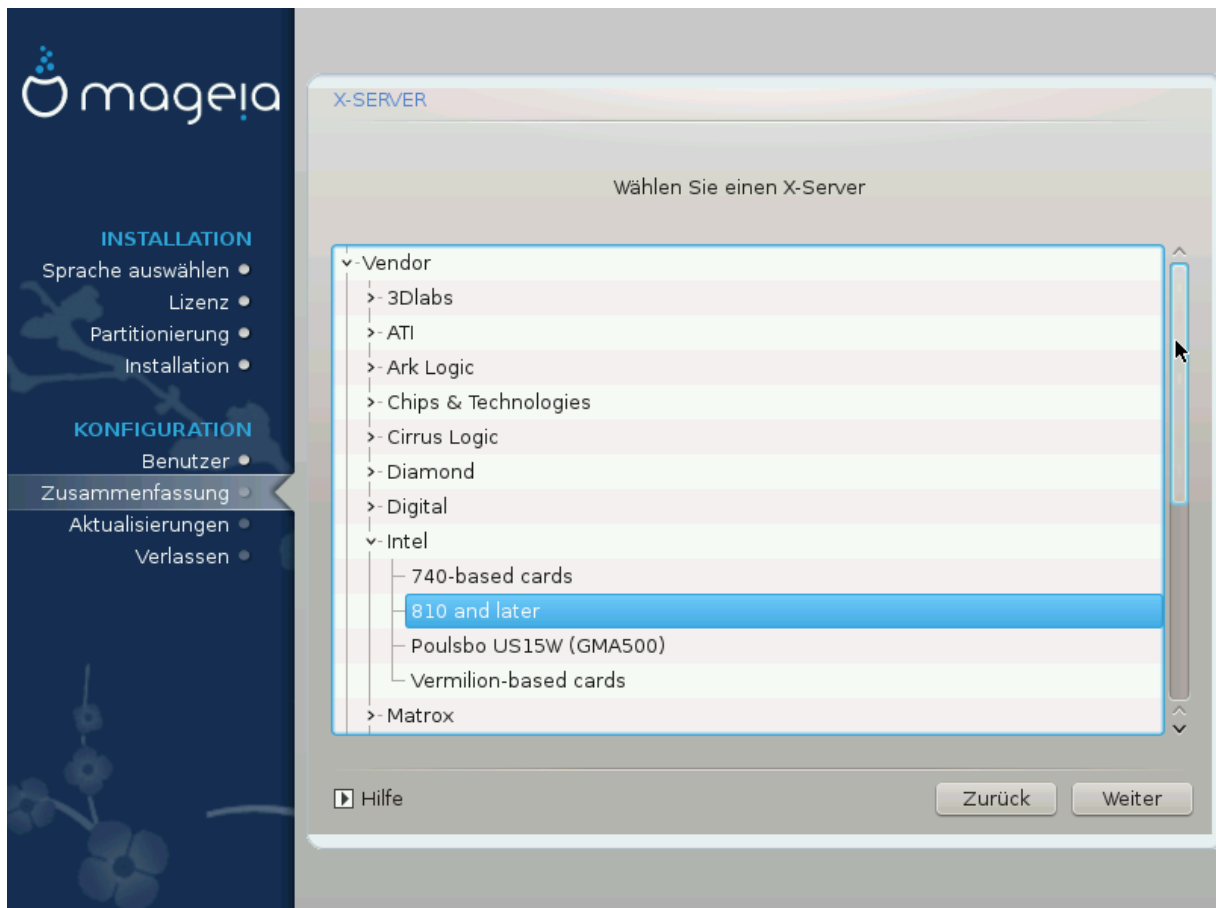 mageia
INSTALLATION
Sprache auswählen
Lizenz
Partitionierung
Installation
KONFIGURATION
Benutzer
Zusammenfassung
Aktualisierungen
Verlassen
X-SERVER
Wählen Sie einen X-Server
Vendor
3Dlabs
ATI
Ark Logic
Chips & Technologies
Cirrus Logic
Diamond
Digital
Intel
740-based cards
810 and later
Poulsbo US15W (GMA500)
Vermilion-based cards
Matrox
Hilfe
Zurück
Weiter